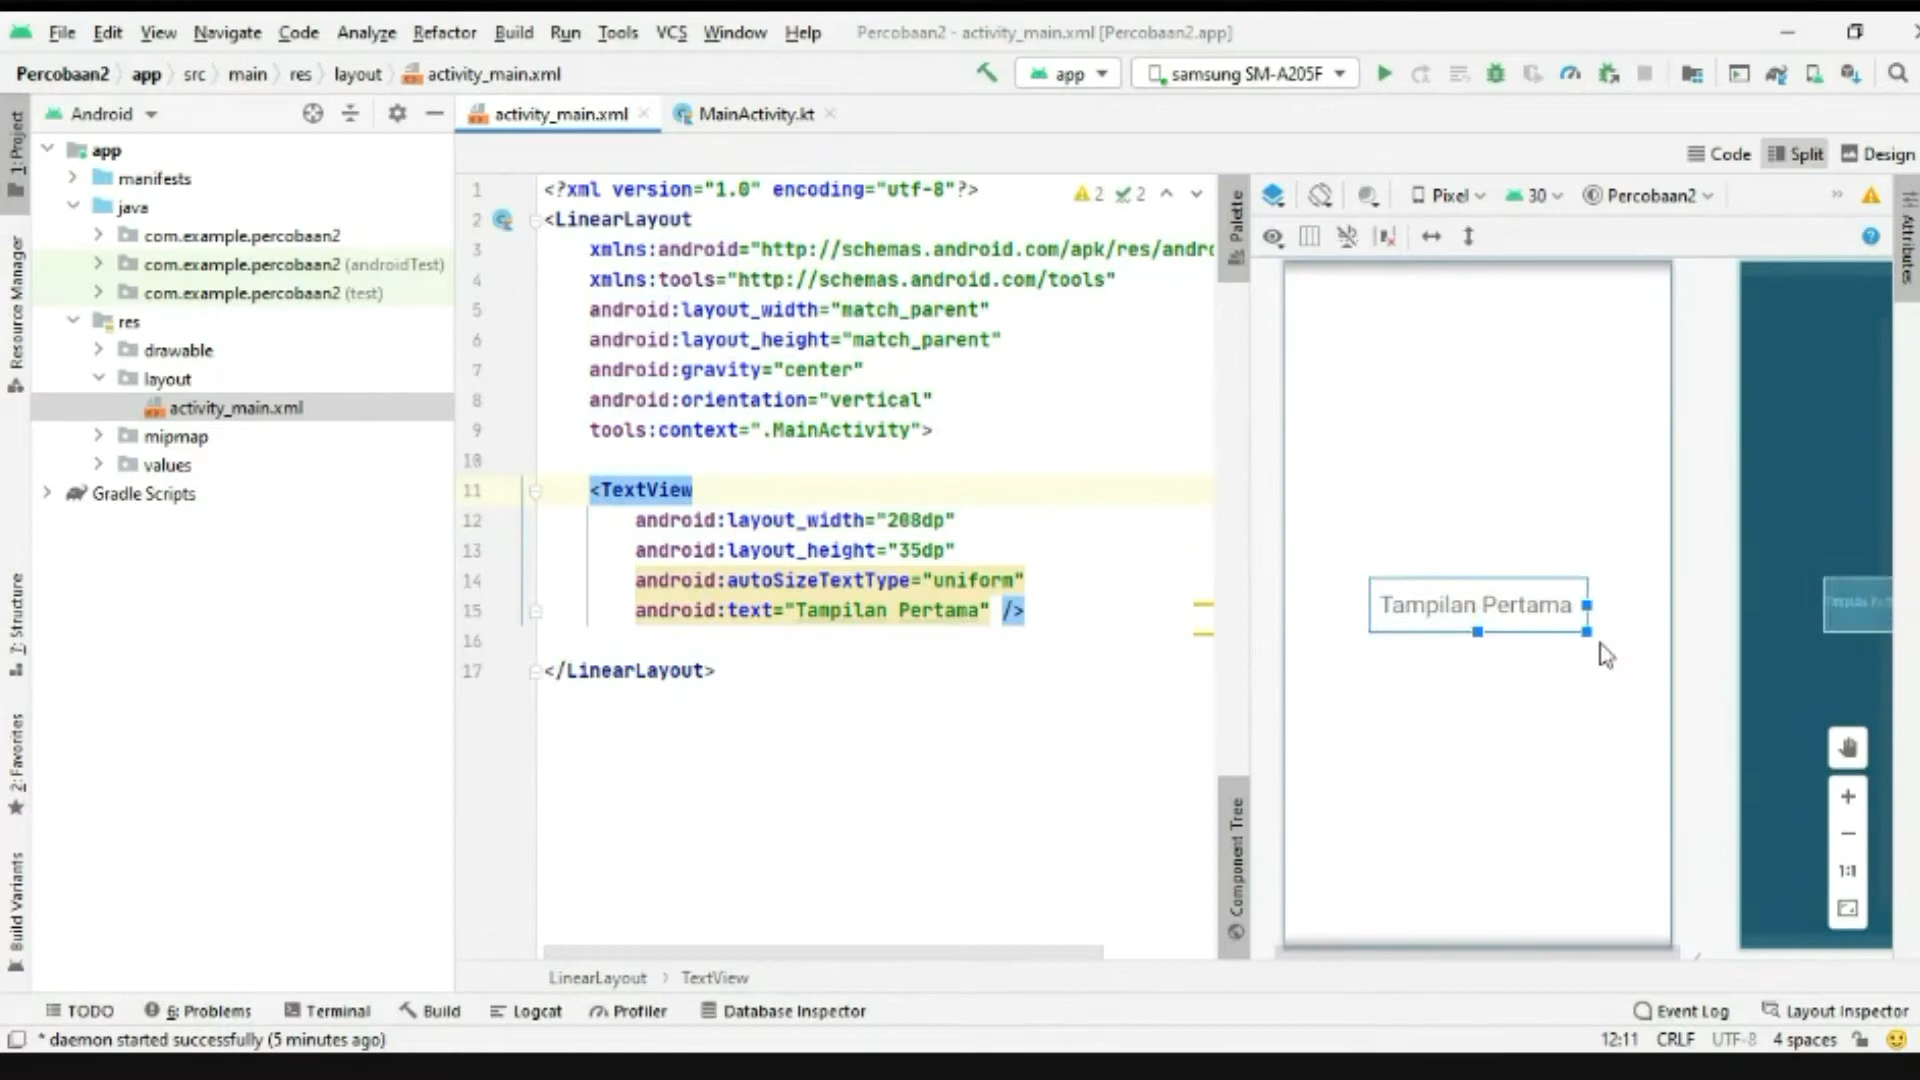 File Edit View Navigate Code Analyze Refactor Build Run Tools VCS Window Help Percobaan2 - activity_main.xml [Percobaan2.app]
Percobaan2 app src main res layout activity_main.xml app samsung SM-A205F
Android activity_main.xml MainActivity.kt
Code Split Design
1: Project
Resource Manager
7: Structure
2: Favorites
Build Variants
app
manifests
java
com.example.percobaan2
com.example.percobaan2 (androidTest)
com.example.percobaan2 (test)
res
drawable
layout
activity_main.xml
mipmap
values
Gradle Scripts
2 2
1 <?xml version="1.0" encoding="utf-8"?>
2 <LinearLayout
3 xmlns:android="http://schemas.android.com/apk/res/andro
4 xmlns:tools="http://schemas.android.com/tools"
5 android:layout_width="match_parent"
6 android:layout_height="match_parent"
7 android:gravity="center"
8 android:orientation="vertical"
9 tools:context=".MainActivity">
10
11 <TextView
12 android:layout_width="208dp"
13 android:layout_height="35dp"
14 android:autoSizeTextType="uniform"
15 android:text="Tampilan Pertama" />
16
17 </LinearLayout>
LinearLayout TextView
Palette
Component Tree
Pixel 30 Percobaan2
Attributes
Tampilan Pertama
1:1
TODO 6: Problems Terminal Build Logcat Profiler Database Inspector Event Log Layout Inspector
* daemon started successfully (5 minutes ago) 12:11 CRLF UTF-8 4 spaces